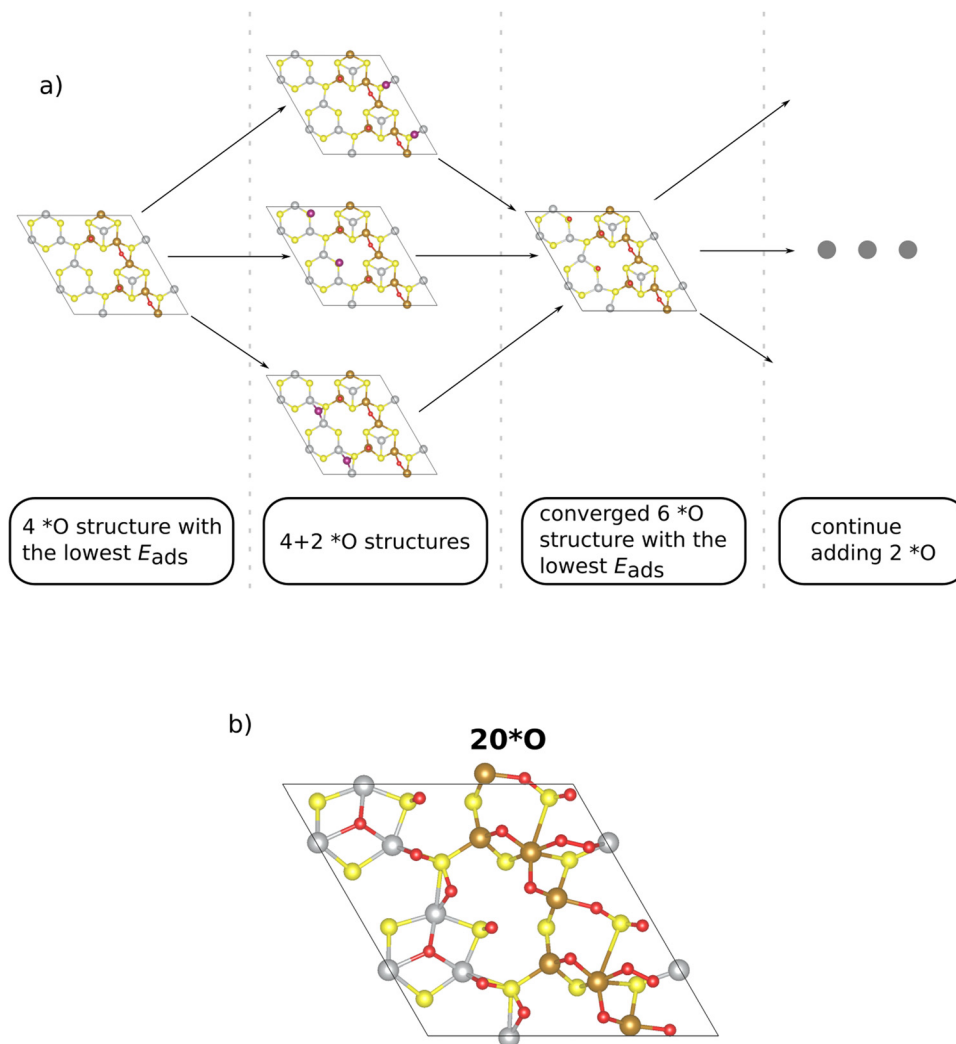 a)
4 *O structure with
the lowest Eads
4+2 *O structures
converged 6 *O
structure with the
lowest Eads
continue
adding 2 *O
b)
20*O